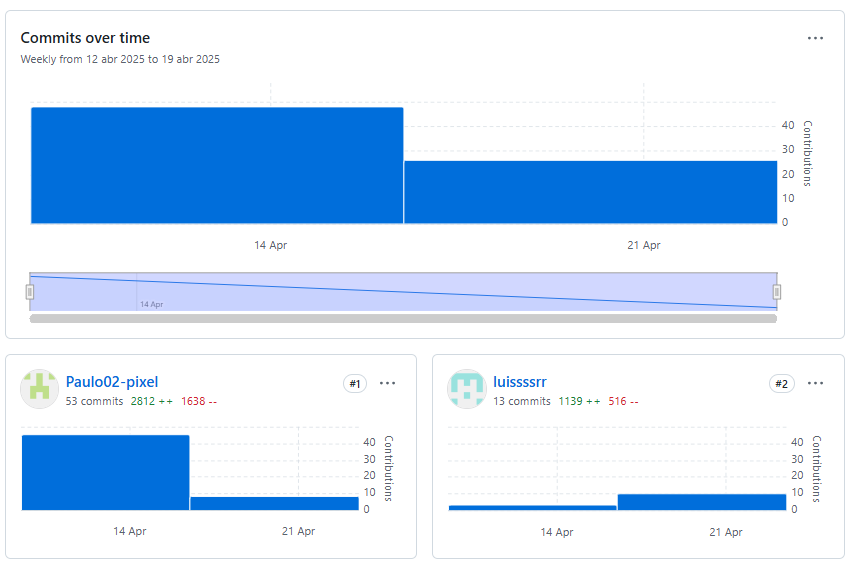 Commits over time
Weekly from 12 abr 2025 to 19 abr 2025
40
30
20
10
0
Contributions
14 Apr
21 Apr
14 Apr
Paulo02-pixel
#1
53 commits 2812 ++ 1638 --
40
30
20
10
0
Contributions
14 Apr
21 Apr
luissssrr
#2
13 commits 1139 ++ 516 --
40
30
20
10
0
Contributions
14 Apr
21 Apr